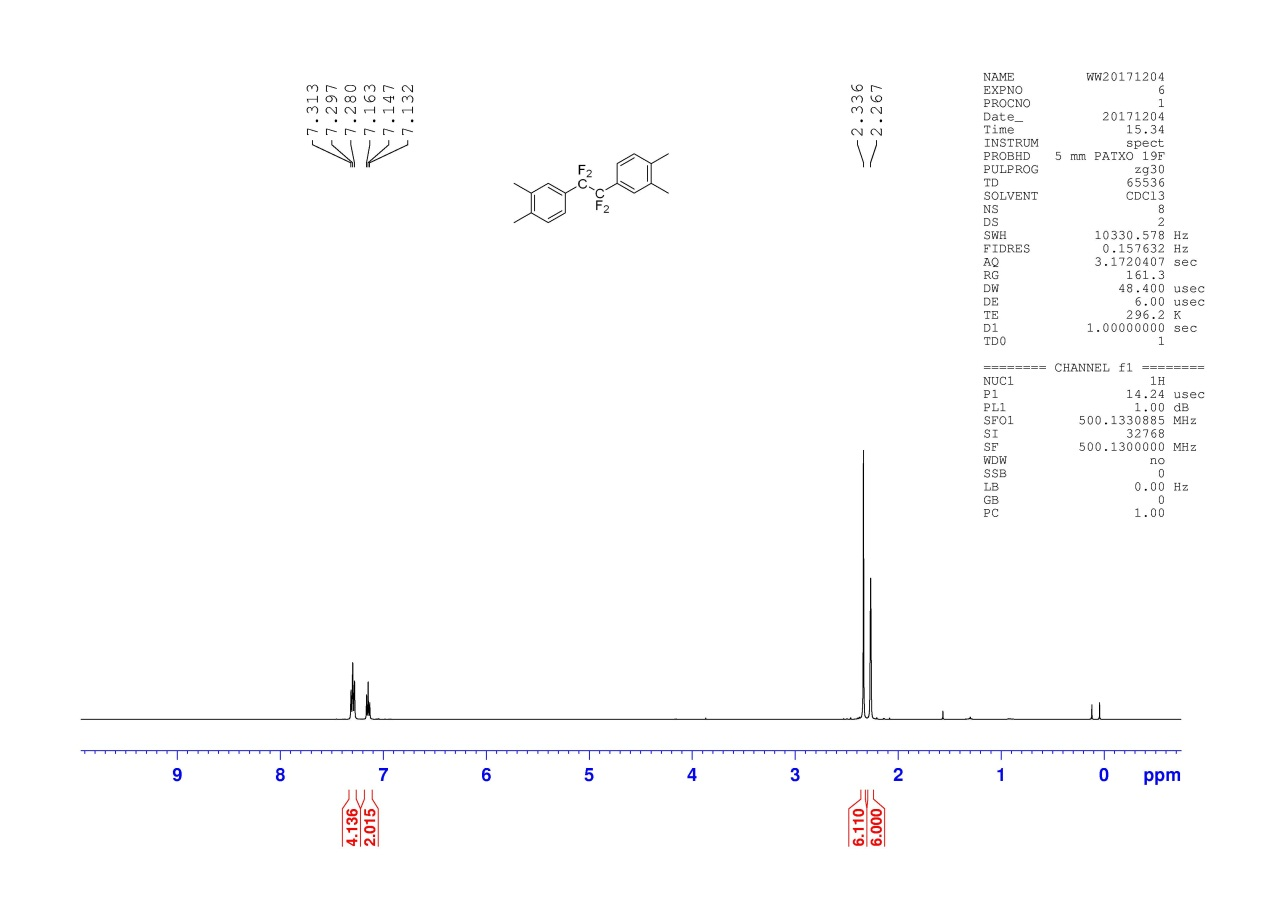 7.313
7.297
7.280
7.163
7.147
7.132
2.336
2.267
F2
C
C
F2
NAME WW20171204
EXPNO 6
PROCNO 1
Date_ 20171204
Time 15.34
INSTRUM spect
PROBHD 5 mm PATXO 19F
PULPROG zg30
TD 65536
SOLVENT CDCl3
NS 8
DS 2
SWH 10330.578 Hz
FIDRES 0.157632 Hz
AQ 3.1720407 sec
RG 161.3
DW 48.400 usec
DE 6.00 usec
TE 296.2 K
D1 1.00000000 sec
TD0 1
======== CHANNEL f1 ========
NUC1 1H
P1 14.24 usec
PL1 1.00 dB
SFO1 500.1330885 MHz
SI 32768
SF 500.1300000 MHz
WDW no
SSB 0
LB 0.00 Hz
GB 0
PC 1.00
9 8 7 6 5 4 3 2 1 0 ppm
4.136
2.015
6.110
6.000